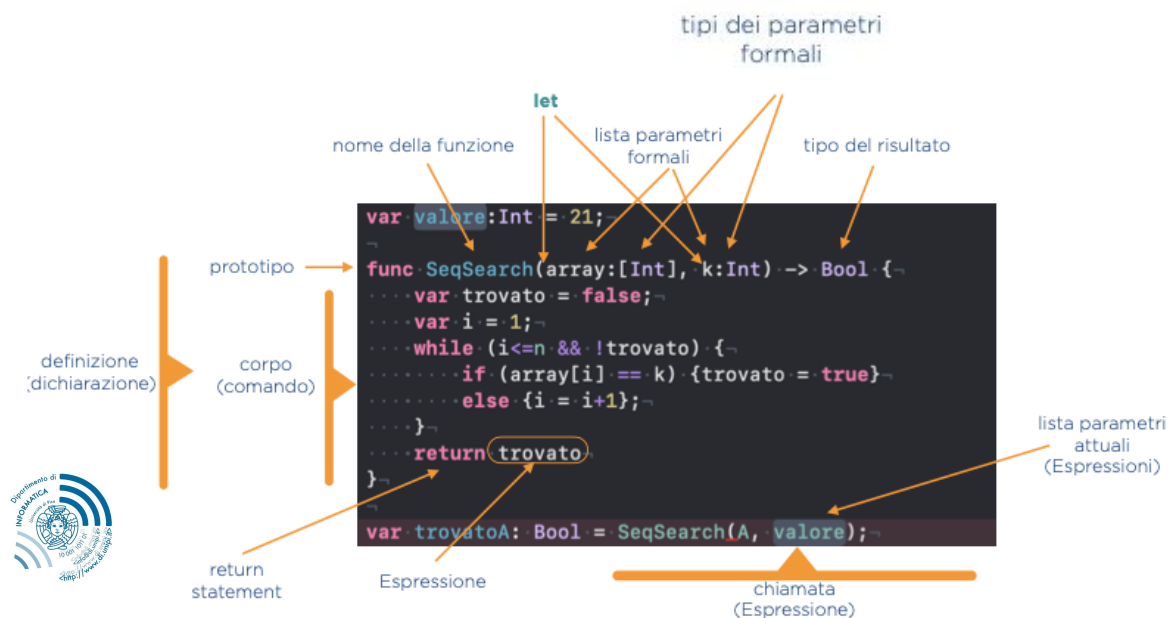 tipi dei parametri
formali
let
nome della funzione
lista parametri
formali
tipo del risultato
var valore:Int = 21;
prototipo
func SeqSearch(array:[Int], k:Int) -> Bool {
var trovato = false;
var i = 1;
while (i<=n && !trovato) {
if (array[i] == k) {trovato = true}
else {i = i+1};
}
return trovato
}
var trovatoA: Bool = SeqSearch(A, valore);
definizione
(dichiarazione)
corpo
(comando)
lista parametri
attuali
(Espressioni)
return
statement
Espressione
chiamata
(Espressione)
Dipartimento di
INFORMATICA